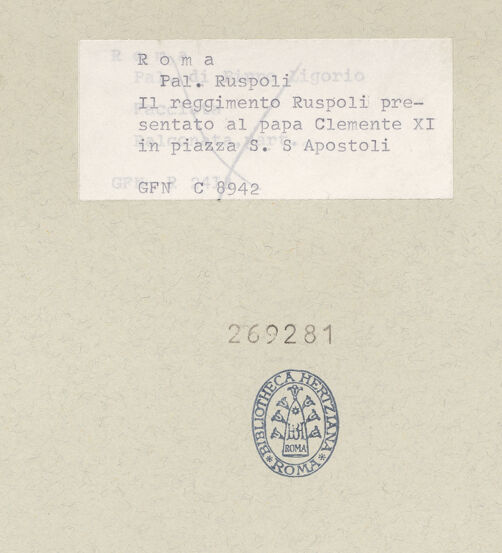 R o m a
Pal. Ruspoli
Il reggimento Ruspoli pre-
sentato al papa Clemente XI
in piazza S. S Apostoli
GFN C 8942
269281
BIBLIOTHECA HERTZIANA
ROMA
ROMA